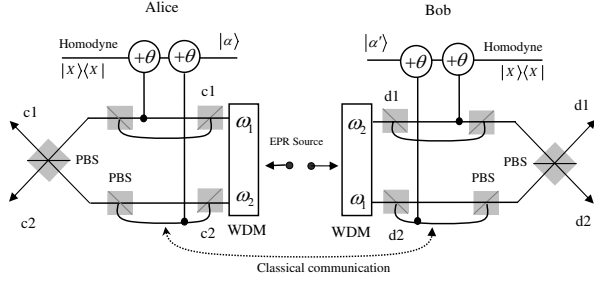 Alice
Bob
Homodyne
|X⟩⟨X|
+θ
+θ
|α⟩
|α′⟩
+θ
+θ
Homodyne
|X⟩⟨X|
c1
c1
d1
d1
ω₁
ω₂
EPR Source
PBS
PBS
PBS
PBS
ω₂
ω₁
c2
c2
WDM
WDM
d2
d2
Classical communication